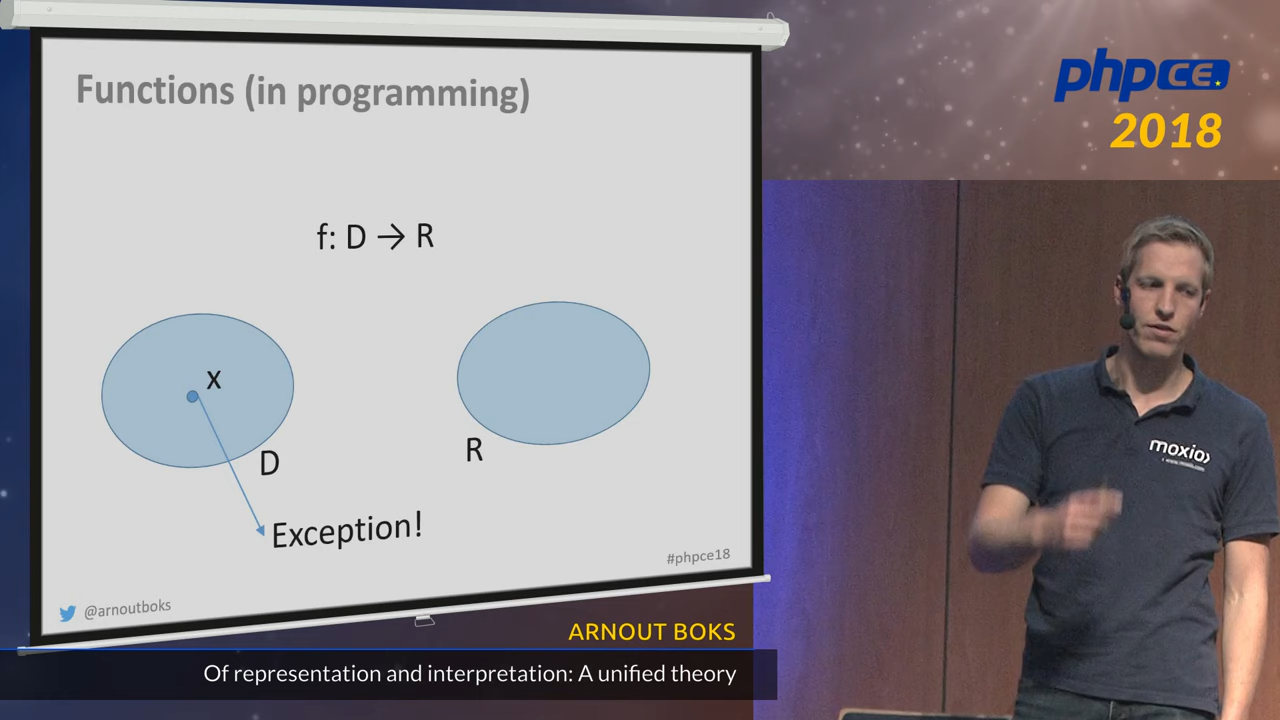 Functions (in programming)
f: D → R
x
D
R
Exception!
#phpce18
@arnoutboks
phpce.
2018
moxio
ARNOUT BOKS
Of representation and interpretation: A unified theory